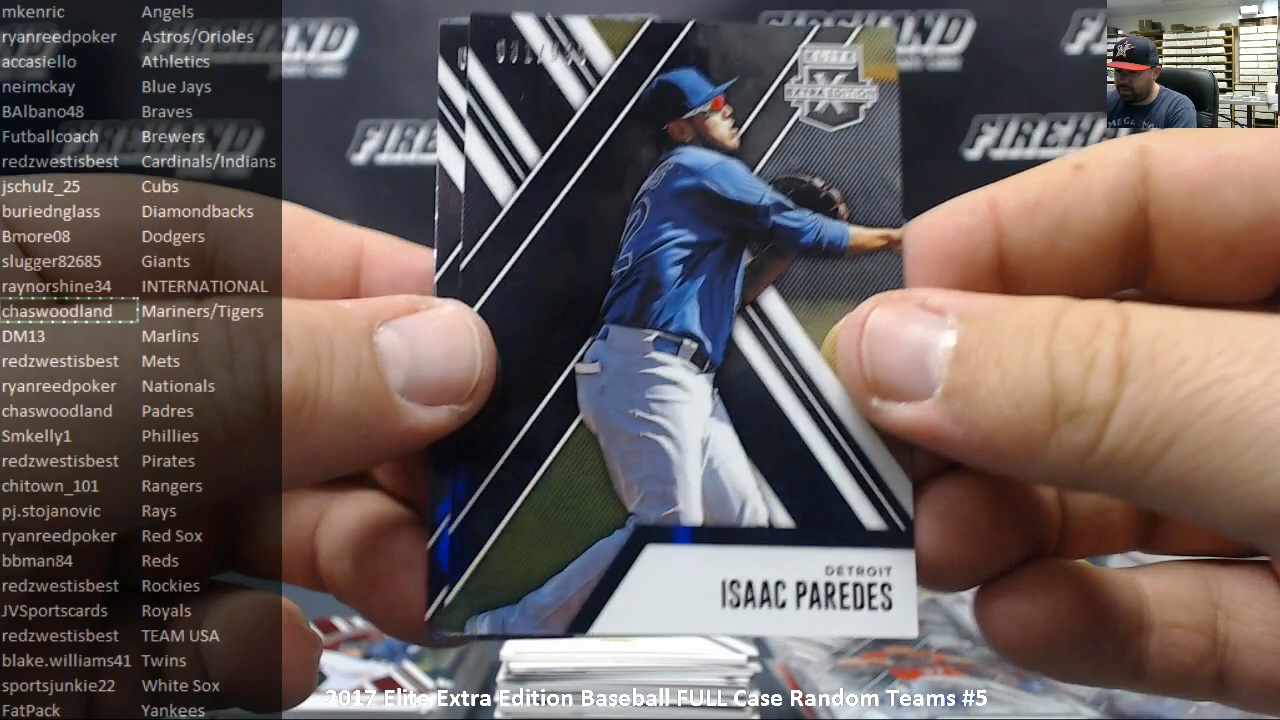 mkenric Angels
ryanreedpoker Astros/Orioles
accasiello Athletics
neimckay Blue Jays
BAlbano48 Braves
Futballcoach Brewers
redzwestisbest Cardinals/Indians
jschulz_25 Cubs
buriednglass Diamondbacks
Bmore08 Dodgers
slugger82685 Giants
raynorshine34 INTERNATIONAL
chaswoodland Mariners/Tigers
DM13 Marlins
redzwestisbest Mets
ryanreedpoker Nationals
chaswoodland Padres
Smkelly1 Phillies
redzwestisbest Pirates
chitown_101 Rangers
pj.stojanovic Rays
ryanreedpoker Red Sox
bbman84 Reds
redzwestisbest Rockies
JVSportscards Royals
redzwestisbest TEAM USA
blake.williams41 Twins
sportsjunkie22 White Sox
FatPack Yankees
ELITE
EXTRA EDITION
X
DETROIT
ISAAC PAREDES
2017 Elite Extra Edition Baseball FULL Case Random Teams #5